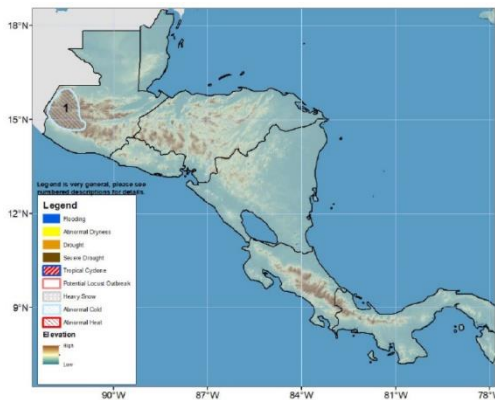 18°N
1
15°N
12°N
9°N
Legend is very general, please see
numbered descriptions for details.
Legend
Flooding
Abnormal Dryness
Drought
Severe Drought
Tropical Cyclone
Potential Locust Outbreak
Heavy Snow
Abnormal Cold
Abnormal Heat
Elevation
High
Low
90°W
87°W
84°W
81°W
78°W